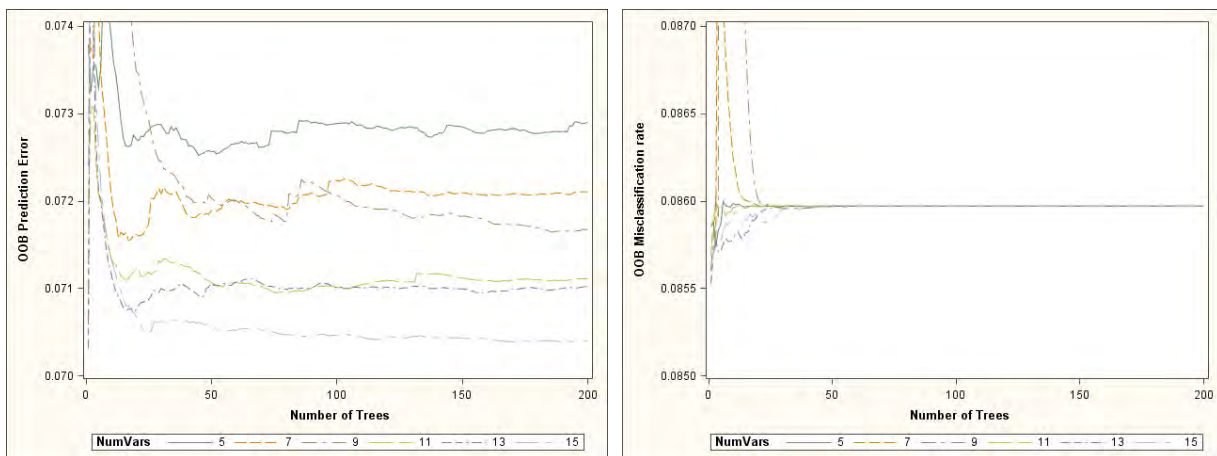 0.074
0.073
0.072
0.071
0.070
OOB Prediction Error
0 50 100 150 200
Number of Trees
NumVars 5 7 9 11 13 15
0.0870
0.0865
0.0860
0.0855
0.0850
OOB Misclassification rate
0 50 100 150 200
Number of Trees
NumVars 5 7 9 11 13 15